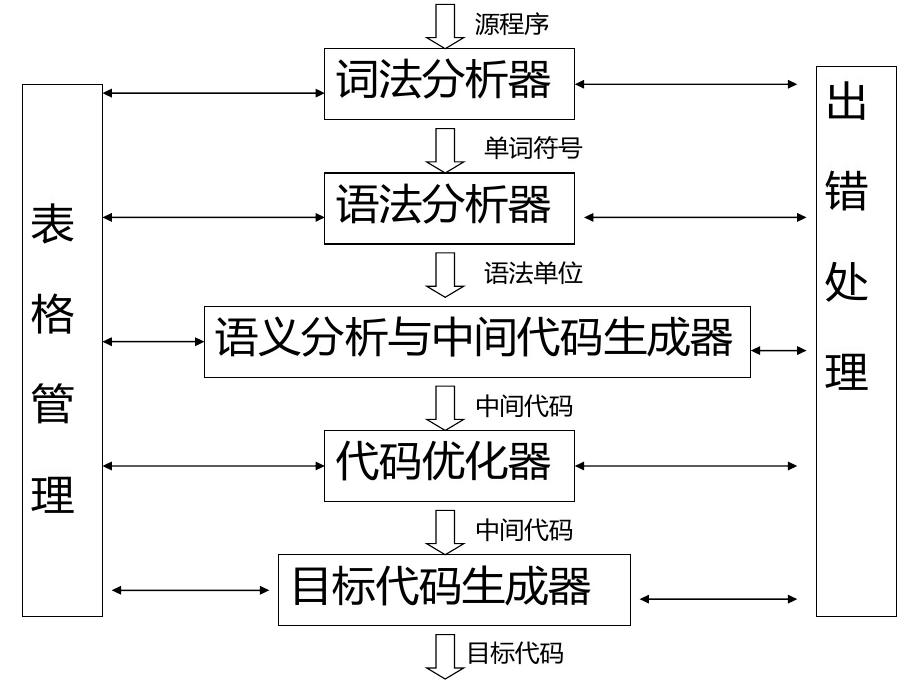 源程序
词法分析器
单词符号
语法分析器
语法单位
语义分析与中间代码生成器
中间代码
代码优化器
中间代码
目标代码生成器
目标代码
表
格
管
理
出
错
处
理